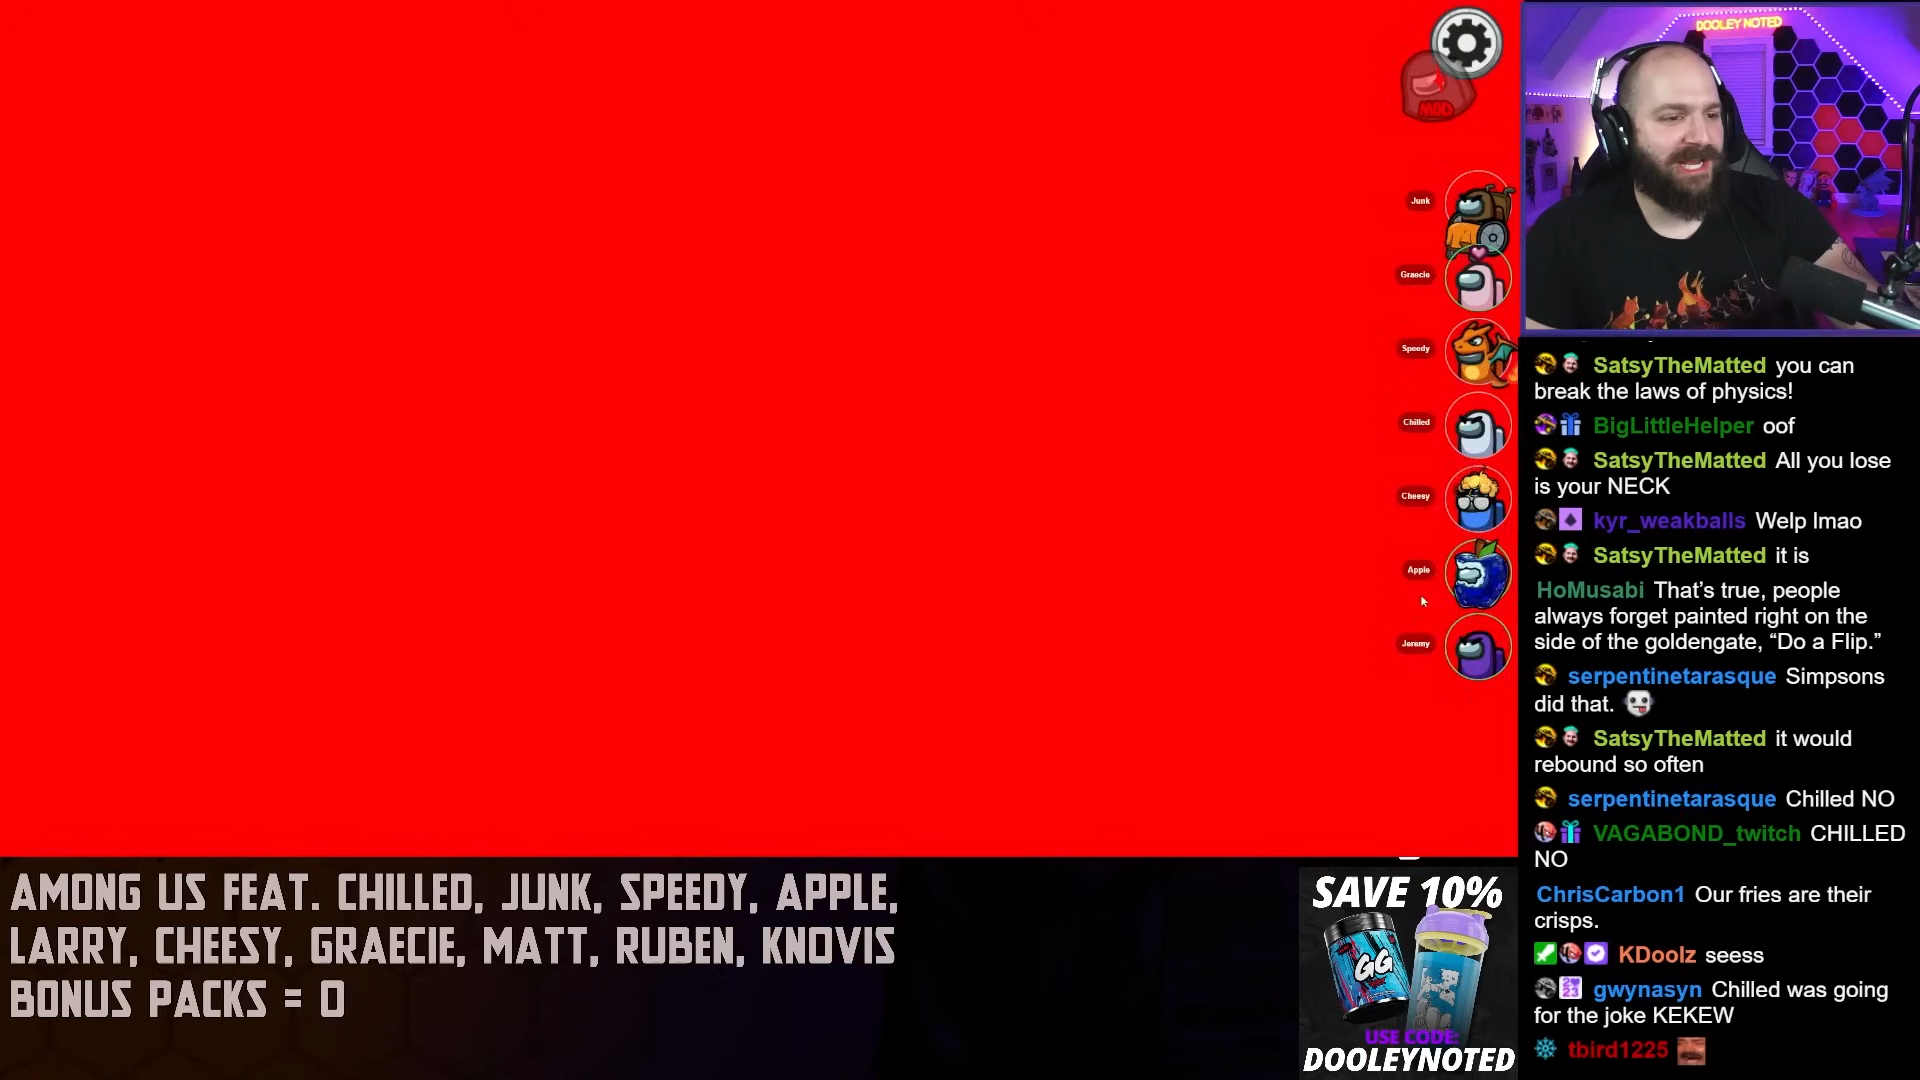 DOOLEY NOTED
MOD
Junk
Graecie
Speedy
Chilled
Cheesy
Apple
Jeremy
SatsyTheMatted you can
break the laws of physics!
BigLittleHelper oof
SatsyTheMatted All you lose
is your NECK
kyr_weakballs Welp lmao
SatsyTheMatted it is
HoMusabi That’s true, people
always forget painted right on the
side of the goldengate, “Do a Flip.”
serpentinetarasque Simpsons
did that.
SatsyTheMatted it would
rebound so often
serpentinetarasque Chilled NO
VAGABOND_twitch CHILLED
NO
ChrisCarbon1 Our fries are their
crisps.
KDoolz seess
gwynasyn Chilled was going
for the joke KEKEW
tbird1225
AMONG US FEAT. CHILLED, JUNK, SPEEDY, APPLE,
LARRY, CHEESY, GRAECIE, MATT, RUBEN, KNOVIS
BONUS PACKS = 0
SAVE 10%
GG
USE CODE:
DOOLEYNOTED